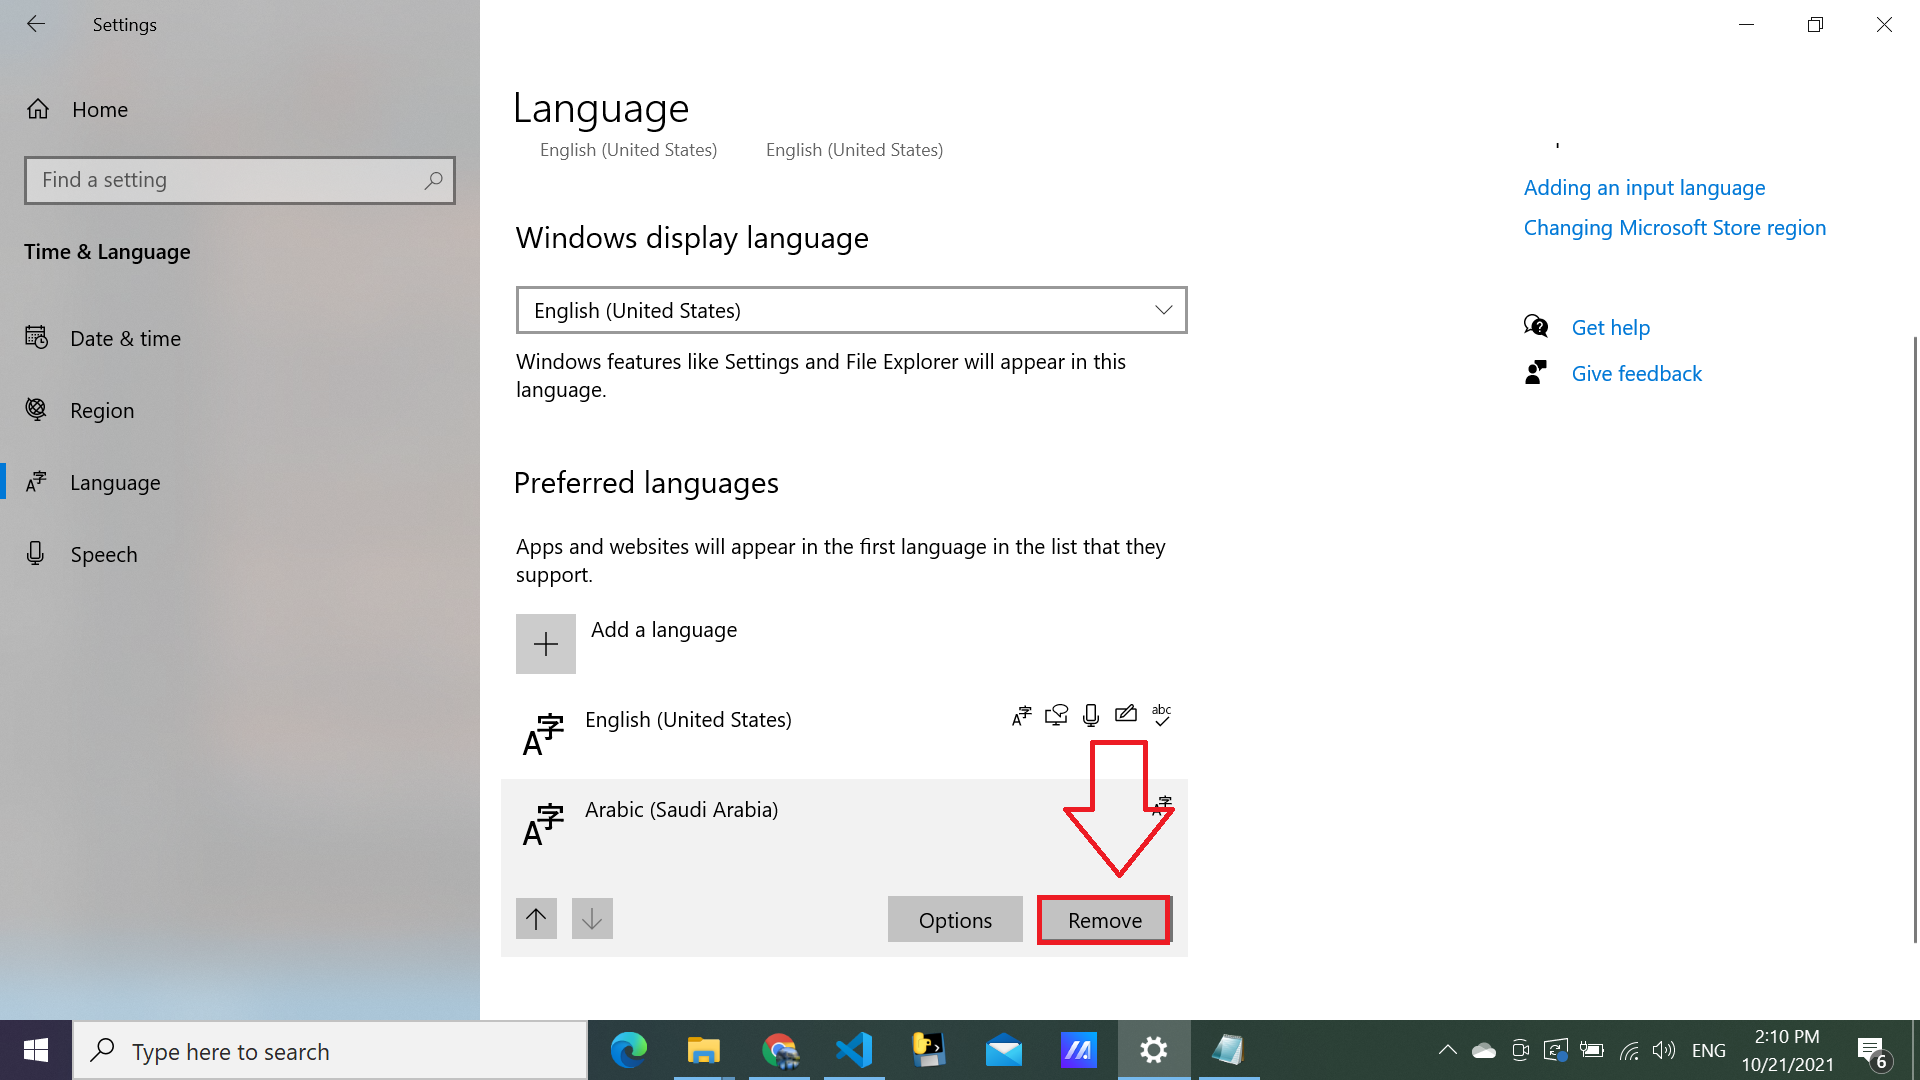 Settings
Home
Find a setting
Time & Language
Date & time
Region
Language
Speech
Language
English (United States)
English (United States)
Windows display language
English (United States)
Windows features like Settings and File Explorer will appear in this
language.
Preferred languages
Apps and websites will appear in the first language in the list that they
support.
Add a language
English (United States)
abc
Arabic (Saudi Arabia)
Options
Remove
Adding an input language
Changing Microsoft Store region
Get help
Give feedback
Type here to search
ENG
2:10 PM
10/21/2021
6